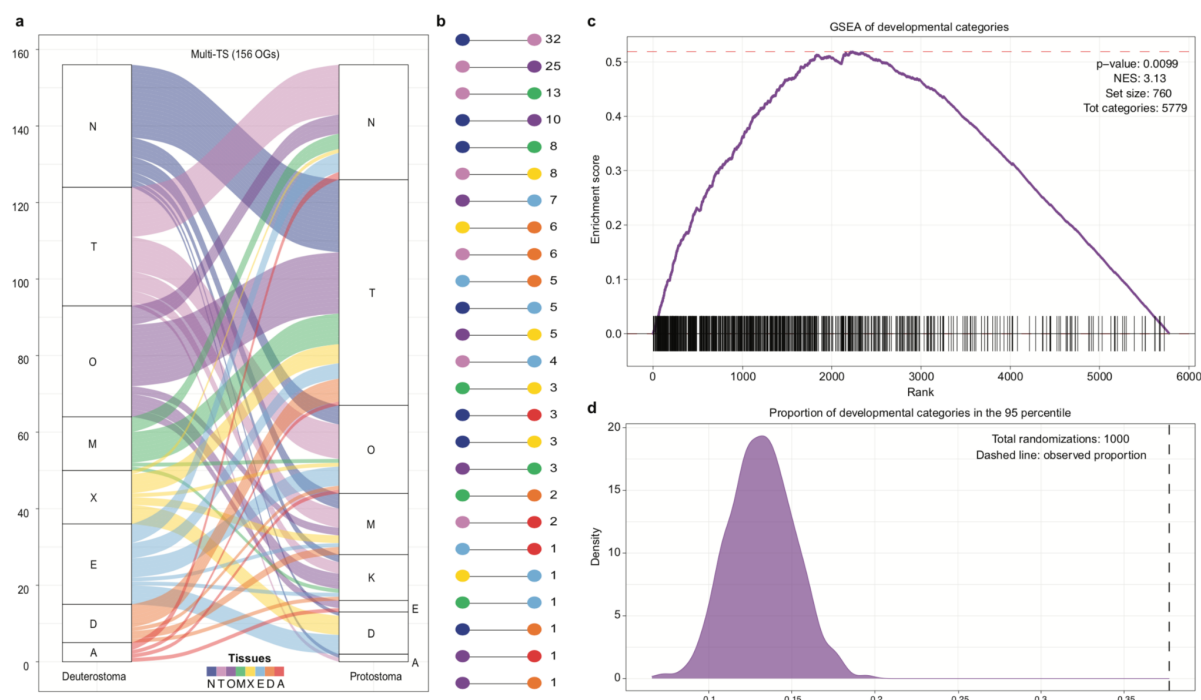 a
Multi-TS (156 OGs)
160
140
120
100
80
60
40
20
0
N
T
O
M
X
E
D
A
N
T
O
M
K
E
D
A
Deuterostoma
Tissues
N T O M X E D A
Protostoma
b
32
25
13
10
8
8
7
6
6
5
5
5
4
3
3
3
3
2
2
1
1
1
1
1
1
c
GSEA of developmental categories
p–value: 0.0099
NES: 3.13
Set size: 760
Tot categories: 5779
Enrichment score
0.5
0.4
0.3
0.2
0.1
0.0
0
1000
2000
3000
4000
5000
6000
Rank
d
Proportion of developmental categories in the 95 percentile
Total randomizations: 1000
Dashed line: observed proportion
Density
20
15
10
5
0
0.1
0.15
0.2
0.25
0.3
0.35